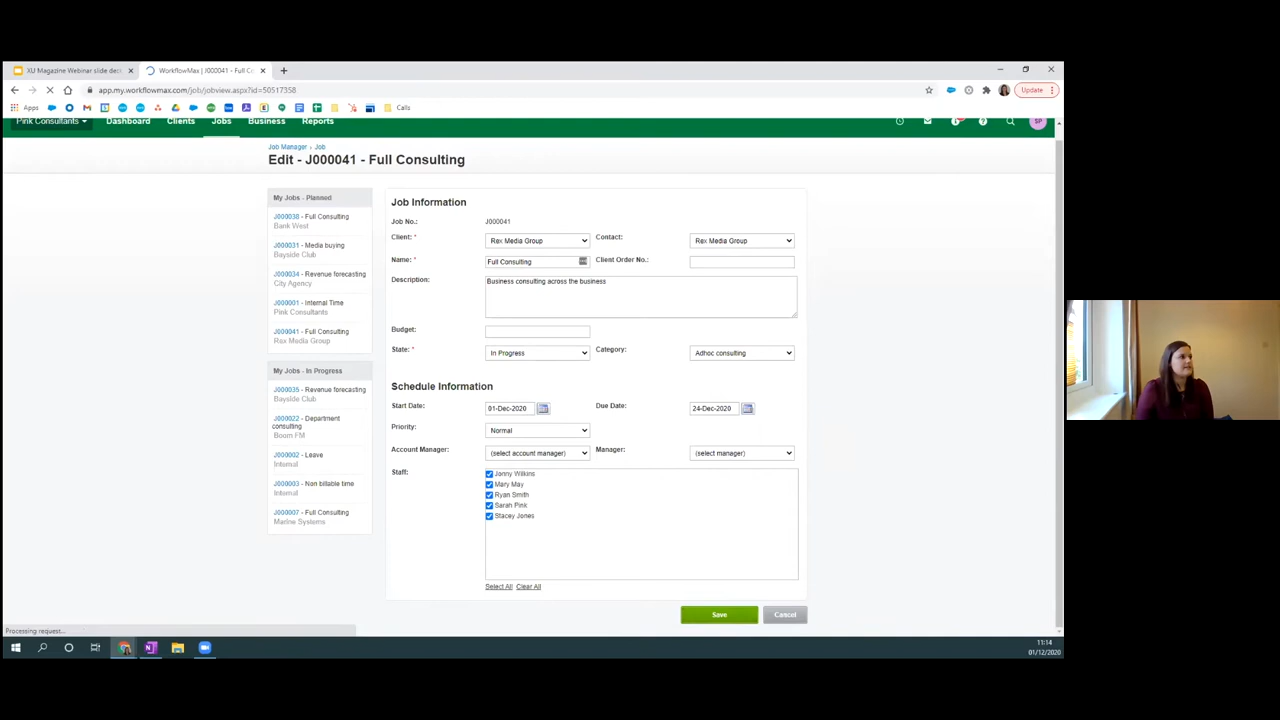 XU Magazine Webinar slide dec
WorkflowMax | J000041 - Full Co
app.my.workflowmax.com/job/jobview.aspx?id=50517358
Update
Apps
Calls
Pink Consultants
Dashboard
Clients
Jobs
Business
Reports
SP
Job Manager › Job
Edit - J000041 - Full Consulting
My Jobs - Planned
J000038 - Full Consulting
Bank West
J000031 - Media buying
Bayside Club
J000034 - Revenue forecasting
City Agency
J000001 - Internal Time
Pink Consultants
J000041 - Full Consulting
Rex Media Group
My Jobs - In Progress
J000035 - Revenue forecasting
Bayside Club
J000022 - Department
consulting
Boom FM
J000002 - Leave
Internal
J000003 - Non billable time
Internal
J000007 - Full Consulting
Marine Systems
Job Information
Job No.: J000041
Client: * Rex Media Group Contact: Rex Media Group
Name: * Full Consulting Client Order No.:
Description: Business consulting across the business
Budget:
State: * In Progress Category: Adhoc consulting
Schedule Information
Start Date: 01-Dec-2020 Due Date: 24-Dec-2020
Priority: Normal
Account Manager: (select account manager) Manager: (select manager)
Staff: Jonny Wilkins
Mary May
Ryan Smith
Sarah Pink
Stacey Jones
Select All Clear All
Save Cancel
Processing request...
11:14
01/12/2020